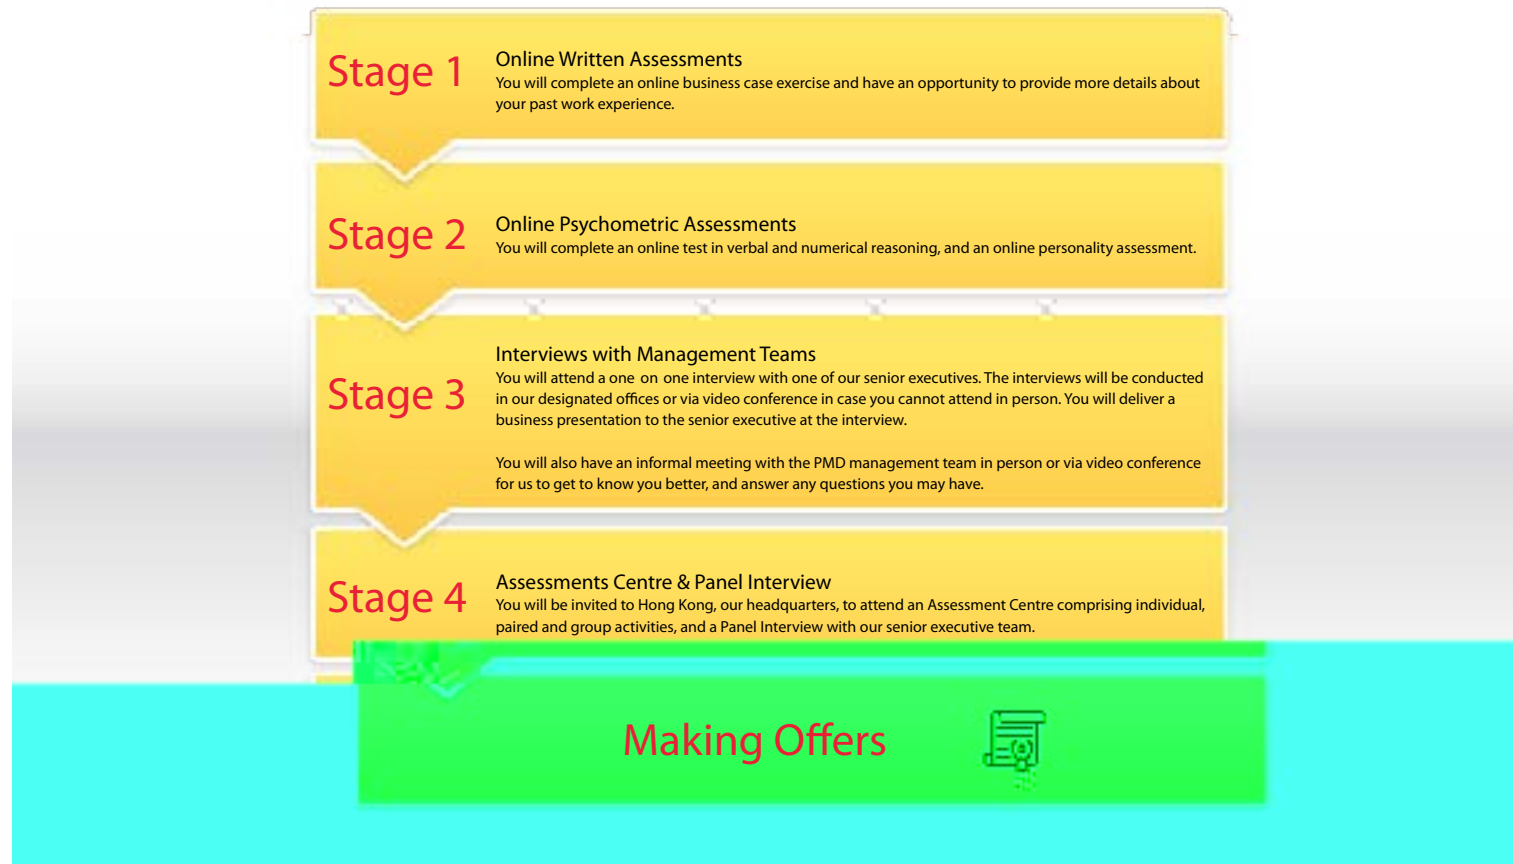 Stage 1
Online Written Assessments
You will complete an online business case exercise and have an opportunity to provide more details about
your past work experience.
Stage 2
Online Psychometric Assessments
You will complete an online test in verbal and numerical reasoning, and an online personality assessment.
Stage 3
Interviews with Management Teams
You will attend a one on one interview with one of our senior executives. The interviews will be conducted
in our designated offices or via video conference in case you cannot attend in person. You will deliver a
business presentation to the senior executive at the interview.
You will also have an informal meeting with the PMD management team in person or via video conference
for us to get to know you better, and answer any questions you may have.
Stage 4
Assessments Centre & Panel Interview
You will be invited to Hong Kong, our headquarters, to attend an Assessment Centre comprising individual,
paired and group activities, and a Panel Interview with our senior executive team.
Making Offers